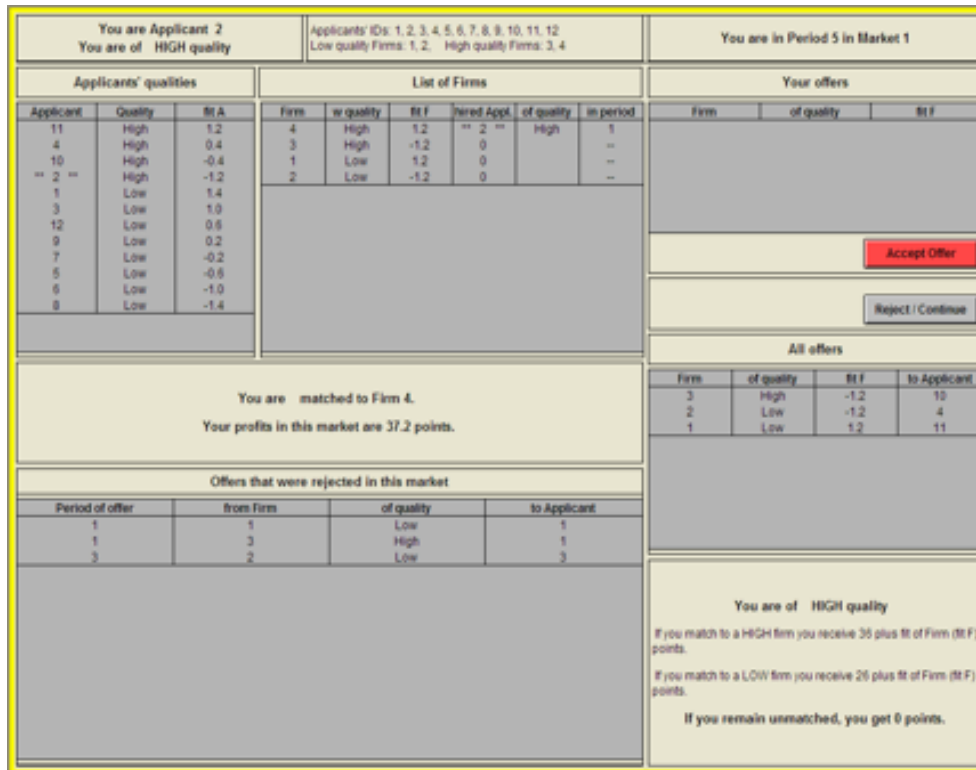 You are Applicant 2
You are of HIGH quality
Applicants' IDs: 1, 2, 3, 4, 5, 6, 7, 8, 9, 10, 11, 12
Low quality Firms: 1, 2, High quality Firms: 3, 4
You are in Period 5 in Market 1
Applicants' qualities
Applicant Quality fit A
11 High 1.2
4 High 0.4
10 High -0.4
** 2 ** High -1.2
1 Low 1.4
3 Low 1.0
12 Low 0.6
9 Low 0.2
7 Low -0.2
5 Low -0.6
6 Low -1.0
8 Low -1.4
List of Firms
Firm w quality fit F hired Appl. of quality in period
4 High 1.2 ** 2 ** High 1
3 High -1.2 0 --
1 Low 1.2 0 --
2 Low -1.2 0 --
Your offers
Firm of quality fit F
Accept Offer
Reject / Continue
You are matched to Firm 4.
Your profits in this market are 37.2 points.
All offers
Firm of quality fit F to Applicant
3 High -1.2 10
2 Low -1.2 4
1 Low 1.2 11
Offers that were rejected in this market
Period of offer from Firm of quality to Applicant
1 1 Low 1
1 3 High 1
3 2 Low 3
You are of HIGH quality
If you match to a HIGH firm you receive 36 plus fit of Firm (fit F)
points.
If you match to a LOW firm you receive 26 plus fit of Firm (fit F)
points.
If you remain unmatched, you get 0 points.